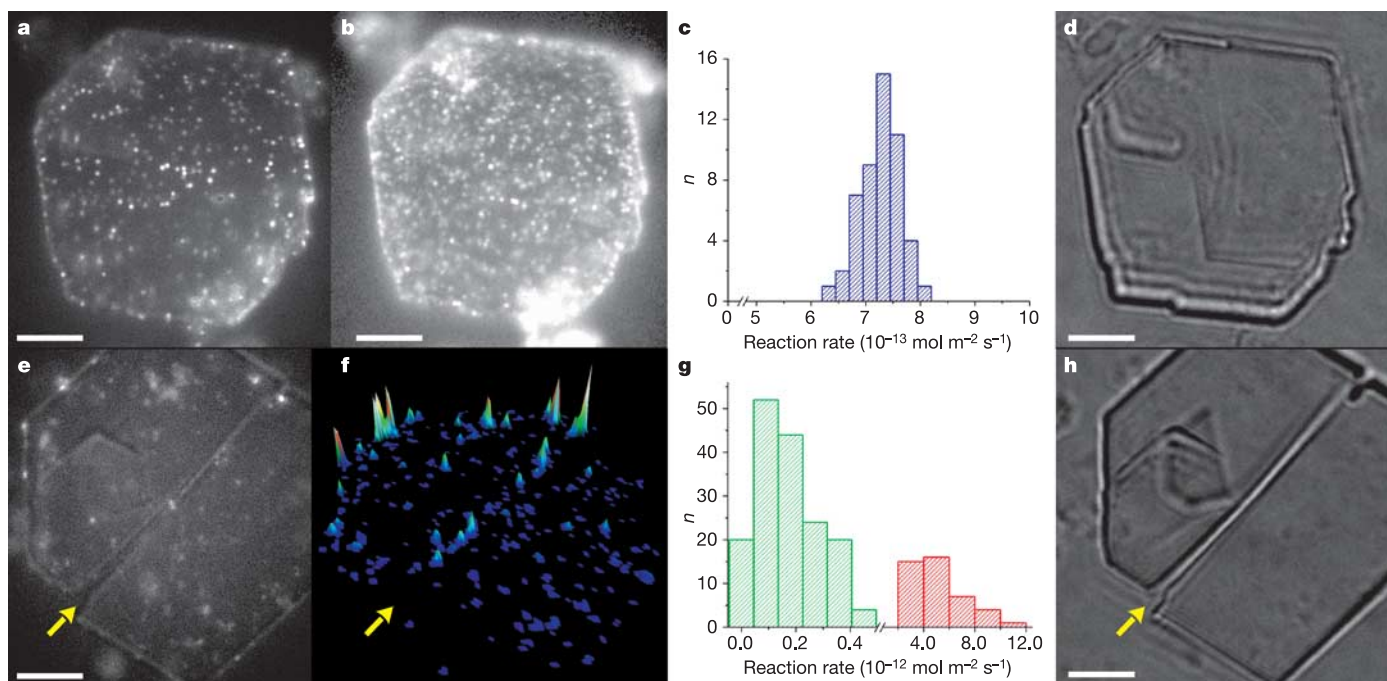 a
b
c
16
12
8
4
0
n
0 5 6 7 8 9 10
Reaction rate (10⁻¹³ mol m⁻² s⁻¹)
d
e
f
g
50
40
30
20
10
0
n
0.0 0.2 0.4 4.0 8.0 12.0
Reaction rate (10⁻¹² mol m⁻² s⁻¹)
h